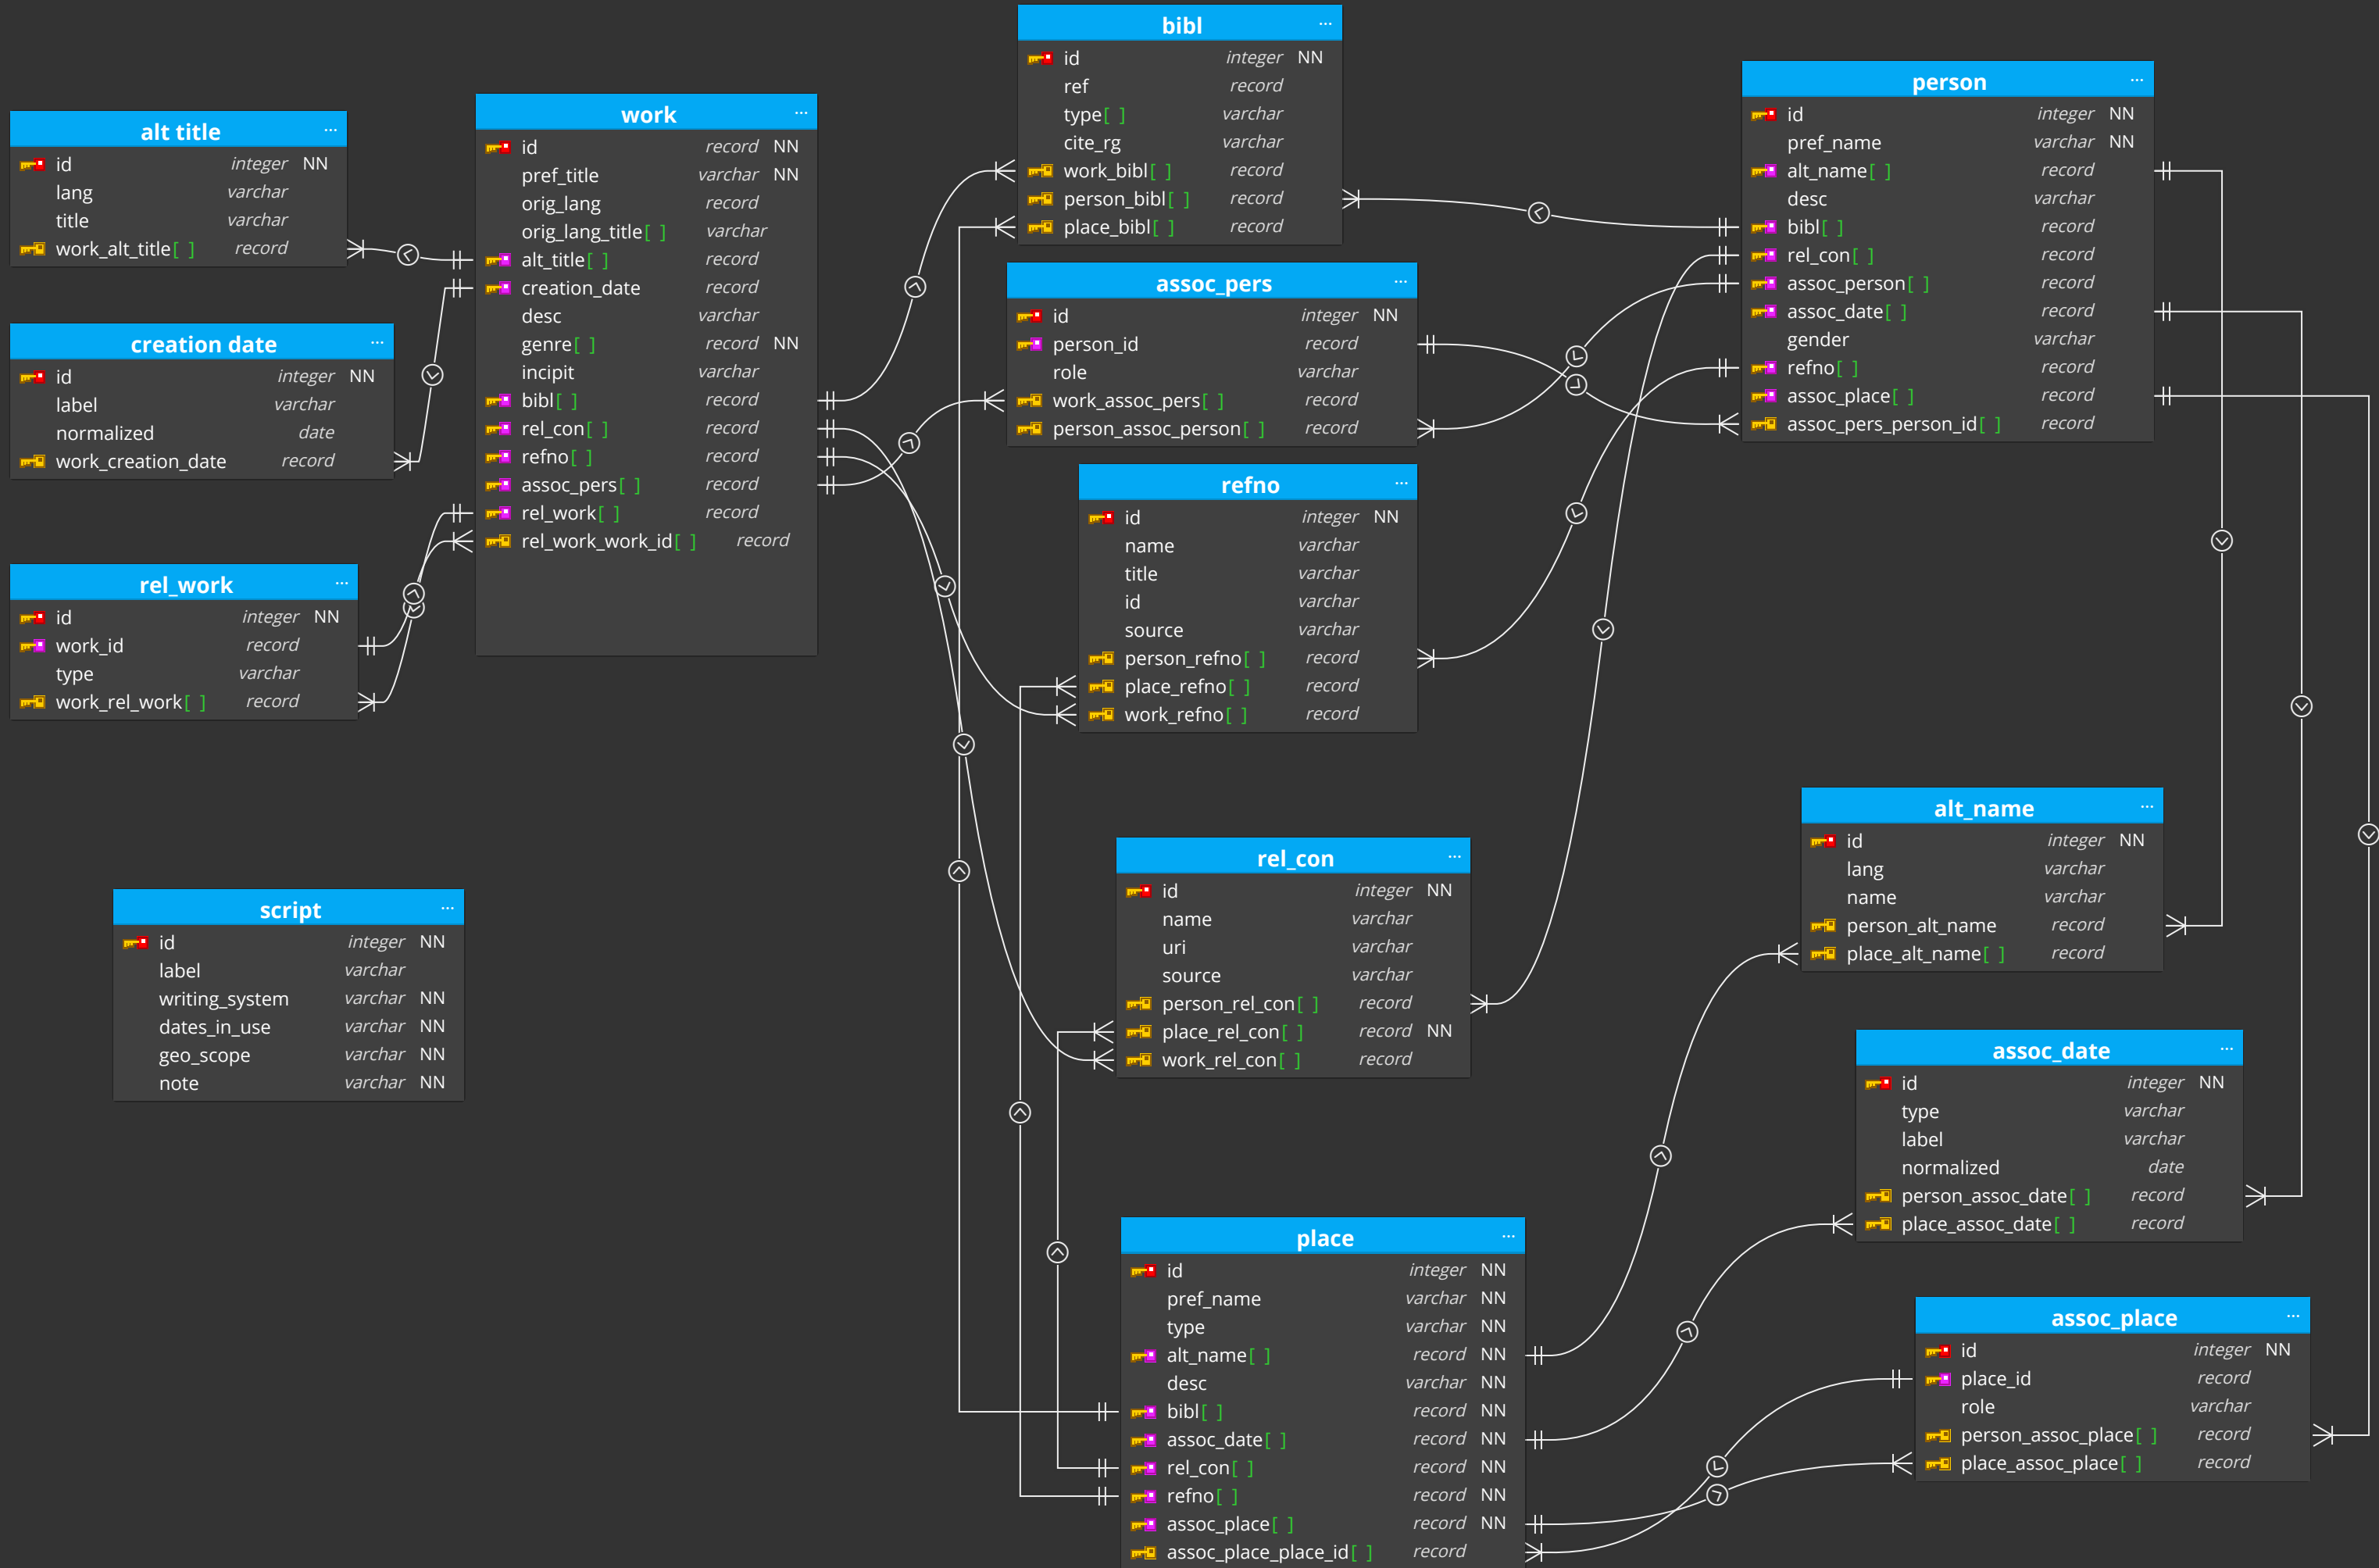 alt title ...
id integer NN
lang varchar
title varchar
work_alt_title[ ] record
creation date ...
id integer NN
label varchar
normalized date
work_creation_date record
rel_work ...
id integer NN
work_id record
type varchar
work_rel_work[ ] record
script ...
id integer NN
label varchar
writing_system varchar NN
dates_in_use varchar NN
geo_scope varchar NN
note varchar NN
work ...
id record NN
pref_title varchar NN
orig_lang record
orig_lang_title[ ] varchar
alt_title[ ] record
creation_date record
desc varchar
genre[ ] record NN
incipit varchar
bibl[ ] record
rel_con[ ] record
refno[ ] record
assoc_pers[ ] record
rel_work[ ] record
rel_work_work_id[ ] record
bibl ...
id integer NN
ref record
type[ ] varchar
cite_rg varchar
work_bibl[ ] record
person_bibl[ ] record
place_bibl[ ] record
assoc_pers ...
id integer NN
person_id record
role varchar
work_assoc_pers[ ] record
person_assoc_person[ ] record
refno ...
id integer NN
name varchar
title varchar
id varchar
source varchar
person_refno[ ] record
place_refno[ ] record
work_refno[ ] record
rel_con ...
id integer NN
name varchar
uri varchar
source varchar
person_rel_con[ ] record
place_rel_con[ ] record NN
work_rel_con[ ] record
place ...
id integer NN
pref_name varchar NN
type varchar NN
alt_name[ ] record NN
desc varchar NN
bibl[ ] record NN
assoc_date[ ] record NN
rel_con[ ] record NN
refno[ ] record NN
assoc_place[ ] record NN
assoc_place_place_id[ ] record
person ...
id integer NN
pref_name varchar NN
alt_name[ ] record
desc varchar
bibl[ ] record
rel_con[ ] record
assoc_person[ ] record
assoc_date[ ] record
gender varchar
refno[ ] record
assoc_place[ ] record
assoc_pers_person_id[ ] record
alt_name ...
id integer NN
lang varchar
name varchar
person_alt_name record
place_alt_name[ ] record
assoc_date ...
id integer NN
type varchar
label varchar
normalized date
person_assoc_date[ ] record
place_assoc_date[ ] record
assoc_place ...
id integer NN
place_id record
role varchar
person_assoc_place[ ] record
place_assoc_place[ ] record